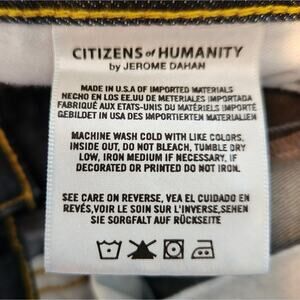 CITIZENS of HUMANITY
by JEROME DAHAN
MADE IN U.S.A OF IMPORTED MATERIALS
HECHO EN LOS EE.UU DE METERIALES IMPORTADA
FABRIQUÉ AUX ETATS-UNIS DU MATÉRIELS IMPORTÉ
GEBILDET IN USA DES IMPORTIERTEN MATERIALIEN
MACHINE WASH COLD WITH LIKE COLORS,
INSIDE OUT, DO NOT BLEACH, TUMBLE DRY
LOW, IRON MEDIUM IF NECESSARY, IF
DECORATED OR PRINTED DO NOT IRON.
SEE CARE ON REVERSE, VEA EL CUIDADO EN
REVÉS,VOIR LE SOIN SUR L'INVERSE,SEHEN
SIE SORGFALT AUF RÜCKSEITE